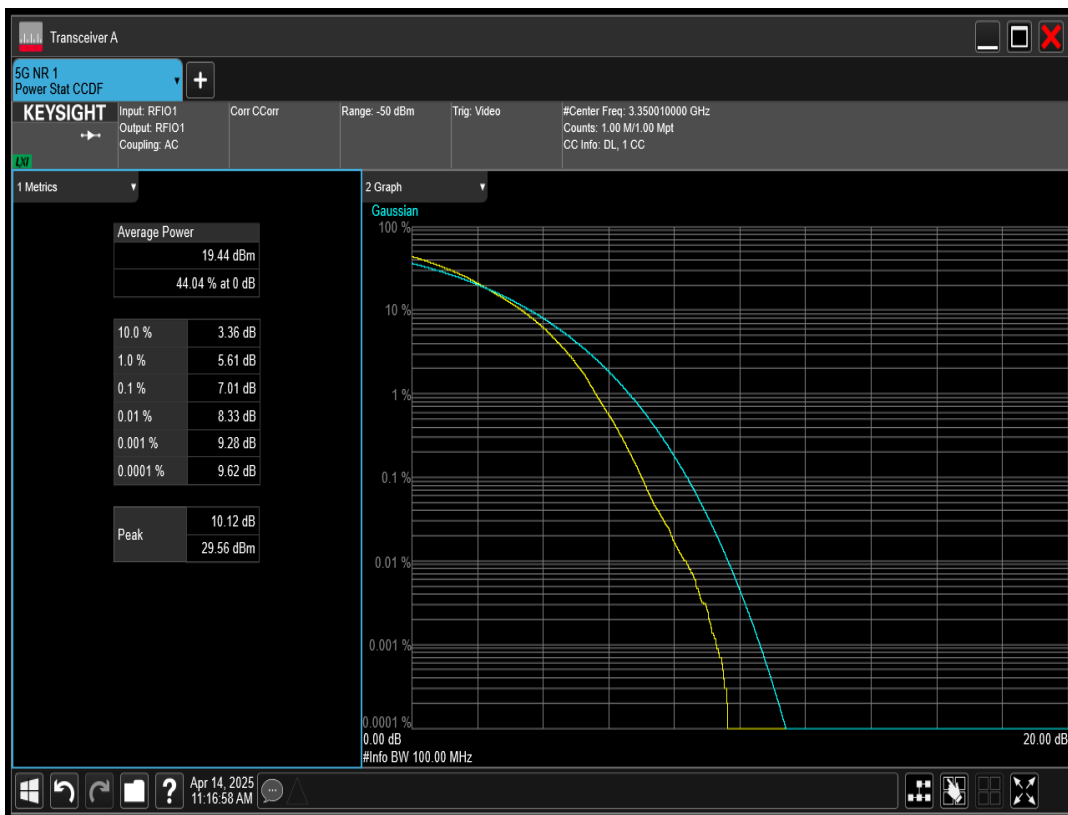 Transceiver A
5G NR 1
Power Stat CCDF
+
KEYSIGHT
LXI
Input: RFIO1
Output: RFIO1
Coupling: AC
Corr CCorr
Range: -50 dBm
Trig: Video
#Center Freq: 3.350010000 GHz
Counts: 1.00 M/1.00 Mpt
CC Info: DL, 1 CC
1 Metrics
Average Power
19.44 dBm
44.04 % at 0 dB
10.0 % 3.36 dB
1.0 % 5.61 dB
0.1 % 7.01 dB
0.01 % 8.33 dB
0.001 % 9.28 dB
0.0001 % 9.62 dB
Peak
10.12 dB
29.56 dBm
2 Graph
Gaussian
100 %
10 %
1 %
0.1 %
0.01 %
0.001 %
0.0001 %
0.00 dB 20.00 dB
#Info BW 100.00 MHz
?
Apr 14, 2025
11:16:58 AM